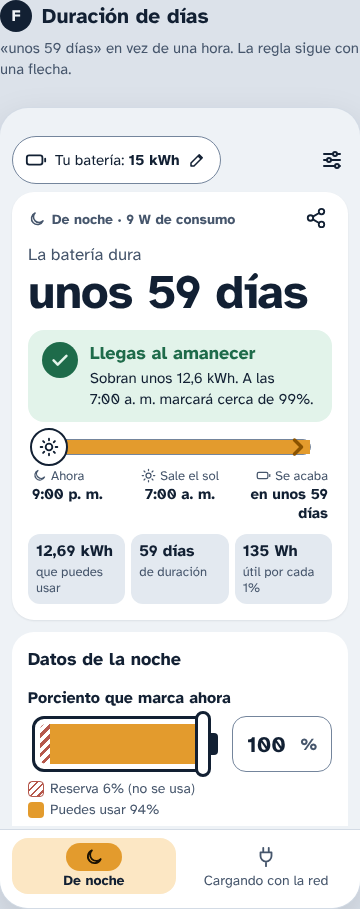 F Duración de días
«unos 59 días» en vez de una hora. La regla sigue con
una flecha.
Tu batería: 15 kWh
De noche · 9 W de consumo
La batería dura
unos 59 días
Llegas al amanecer
Sobran unos 12,6 kWh. A las
7:00 a. m. marcará cerca de 99%.
Ahora Sale el sol Se acaba
9:00 p. m. 7:00 a. m. en unos 59
días
12,69 kWh 59 días 135 Wh
que puedes de duración útil por cada
usar 1%
Datos de la noche
Porciento que marca ahora
100 %
Reserva 6% (no se usa)
Puedes usar 94%
De noche Cargando con la red